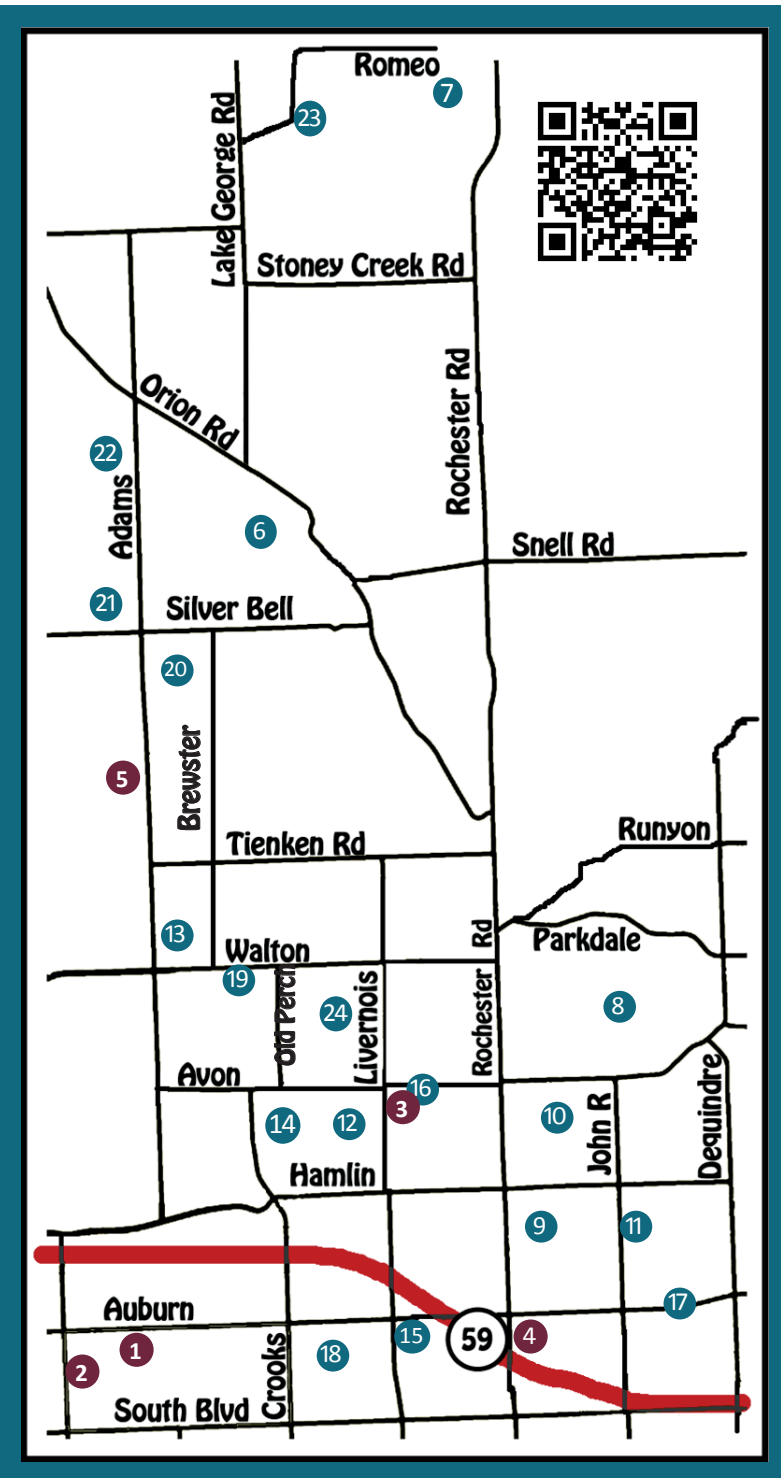 Romeo
7
23
Lake George Rd
Stoney Creek Rd
Orion Rd
Rochester Rd
22
Adams
6
Snell Rd
21
Silver Bell
20
5
Brewster
Tienken Rd
Runyon
13
Walton
Rd
Parkdale
19
Old Perch
24
Livernois
Rochester
8
Avon
16
3
10
John R
Dequindre
14
12
Hamlin
9
11
17
Auburn
1
2
Crooks
18
15
59
4
South Blvd